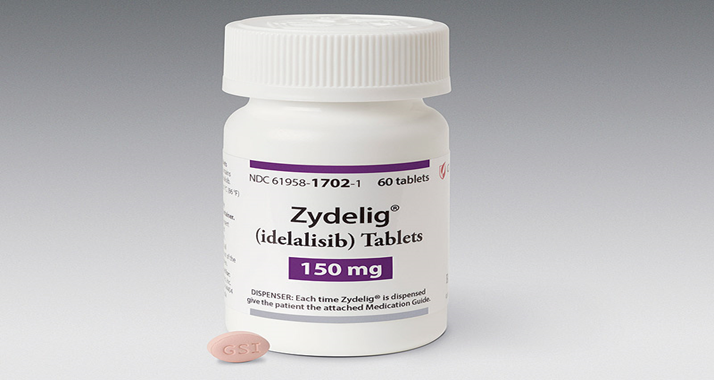 NDC 61958-1702-1 60 tablets
Zydelig®
(idelalisib) Tablets
150 mg
DISPENSER: Each time Zydelig® is dispensed
give the patient the attached Medication Guide.
GSI